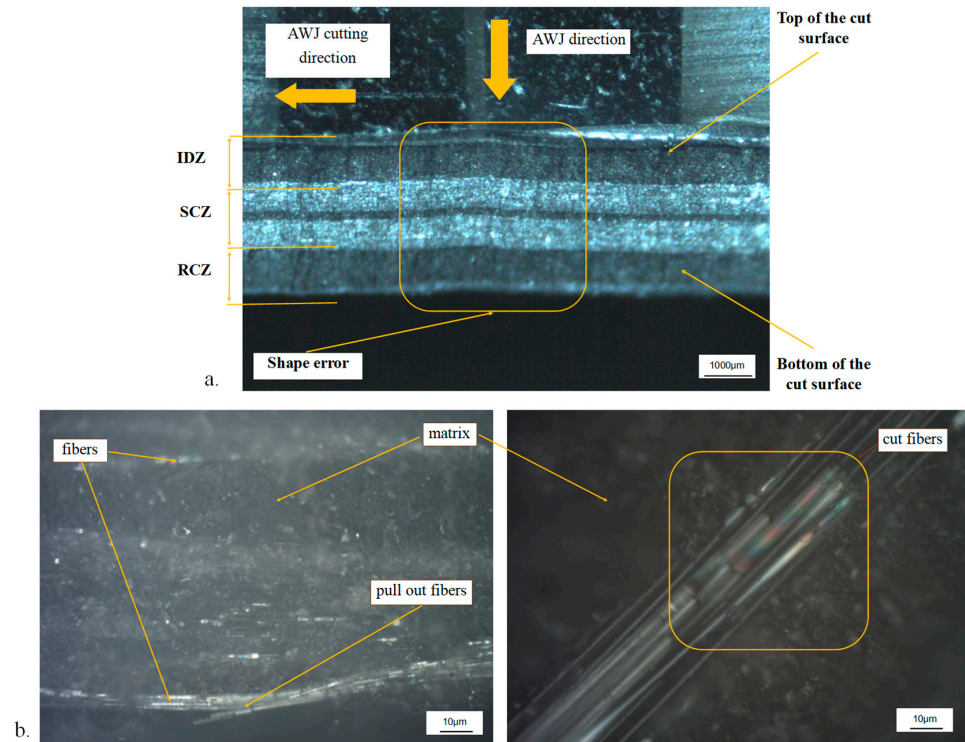 AWJ cutting
direction
AWJ direction
Top of the cut
surface
IDZ
SCZ
RCZ
Shape error
1000μm
Bottom of the
cut surface
a.
fibers
matrix
cut fibers
pull out fibers
10μm
10μm
b.